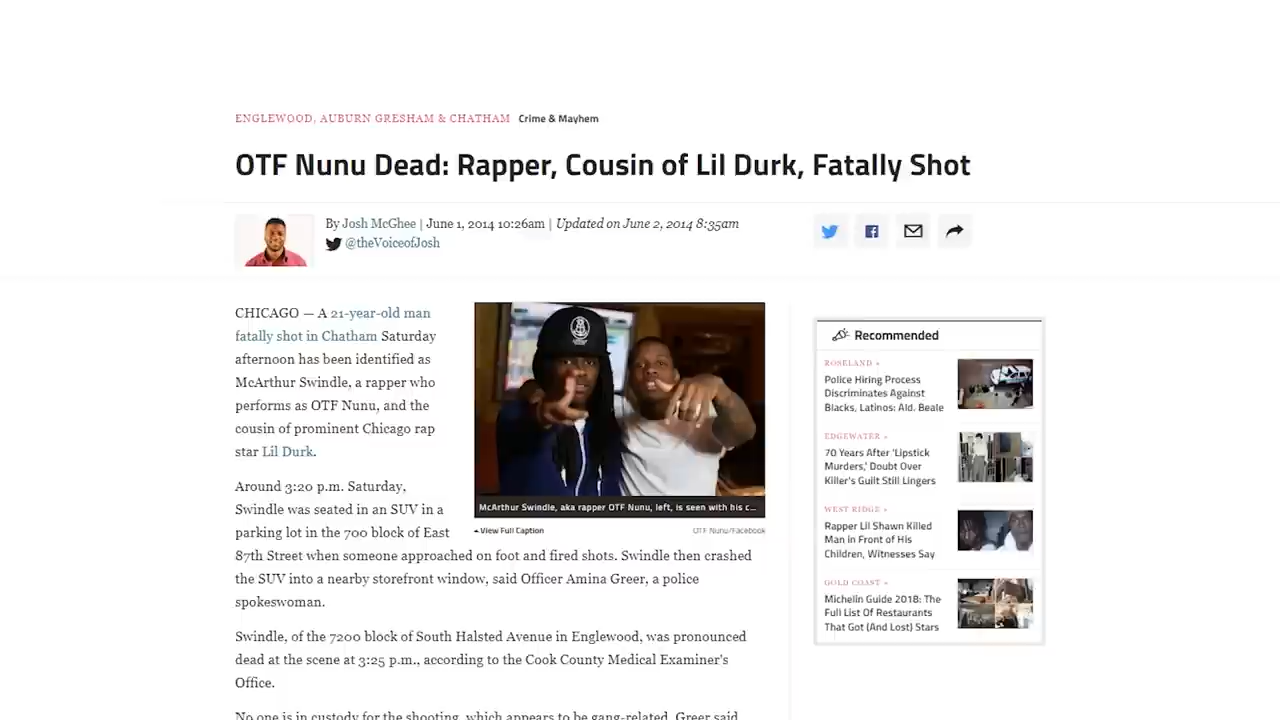 ENGLEWOOD, AUBURN GRESHAM & CHATHAM Crime & Mayhem
OTF Nunu Dead: Rapper, Cousin of Lil Durk, Fatally Shot
By Josh McGhee | June 1, 2014 10:26am | Updated on June 2, 2014 8:35am
@theVoiceofJosh
CHICAGO — A 21-year-old man
fatally shot in Chatham Saturday
afternoon has been identified as
McArthur Swindle, a rapper who
performs as OTF Nunu, and the
cousin of prominent Chicago rap
star Lil Durk.
Around 3:20 p.m. Saturday,
Swindle was seated in an SUV in a
parking lot in the 700 block of East
87th Street when someone approached on foot and fired shots. Swindle then crashed
the SUV into a nearby storefront window, said Officer Amina Greer, a police
spokeswoman.
Swindle, of the 7200 block of South Halsted Avenue in Englewood, was pronounced
dead at the scene at 3:25 p.m., according to the Cook County Medical Examiner's
Office.
No one is in custody for the shooting, which appears to be gang-related, Greer said
McArthur Swindle, aka rapper OTF Nunu, left, is seen with his c...
View Full Caption
OTF Nunu/Facebook
Recommended
ROSELAND »
Police Hiring Process
Discriminates Against
Blacks, Latinos: Ald. Beale
EDGEWATER »
70 Years After 'Lipstick
Murders,' Doubt Over
Killer's Guilt Still Lingers
WEST RIDGE »
Rapper Lil Shawn Killed
Man in Front of His
Children, Witnesses Say
GOLD COAST »
Michelin Guide 2018: The
Full List Of Restaurants
That Got (And Lost) Stars